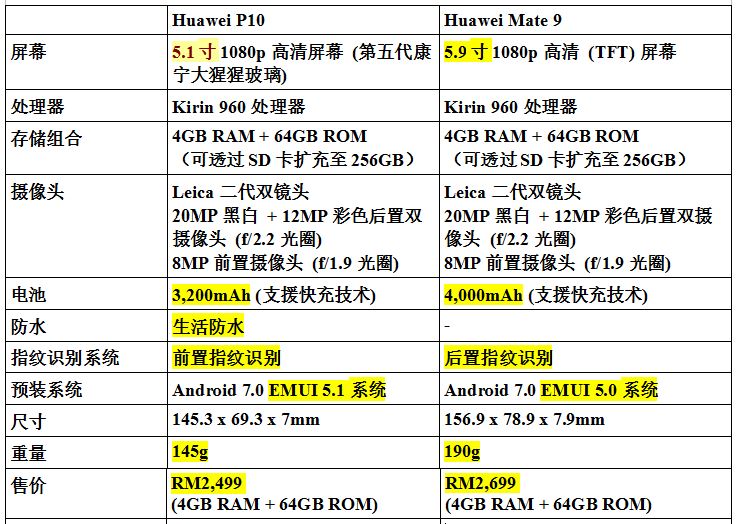 Huawei P10 Huawei Mate 9
屏幕 5.1 寸 1080p 高清屏幕 (第五代康 5.9 寸 1080p 高清 (TFT) 屏幕
宁大猩猩玻璃)
处理器 Kirin 960 处理器 Kirin 960 处理器
存储组合 4GB RAM + 64GB ROM 4GB RAM + 64GB ROM
（可透过 SD 卡扩充至 256GB） （可透过 SD 卡扩充至 256GB）
摄像头 Leica 二代双镜头 Leica 二代双镜头
20MP 黑白 + 12MP 彩色后置双 20MP 黑白 + 12MP 彩色后置双摄
摄像头 (f/2.2 光圈) 像头 (f/2.2 光圈)
8MP 前置摄像头 (f/1.9 光圈) 8MP 前置摄像头 (f/1.9 光圈)
电池 3,200mAh (支援快充技术) 4,000mAh (支援快充技术)
防水 生活防水 -
指纹识别系统 前置指纹识别 后置指纹识别
预装系统 Android 7.0 EMUI 5.1 系统 Android 7.0 EMUI 5.0 系统
尺寸 145.3 x 69.3 x 7mm 156.9 x 78.9 x 7.9mm
重量 145g 190g
售价 RM2,499 RM2,699
(4GB RAM + 64GB ROM) (4GB RAM + 64GB ROM)